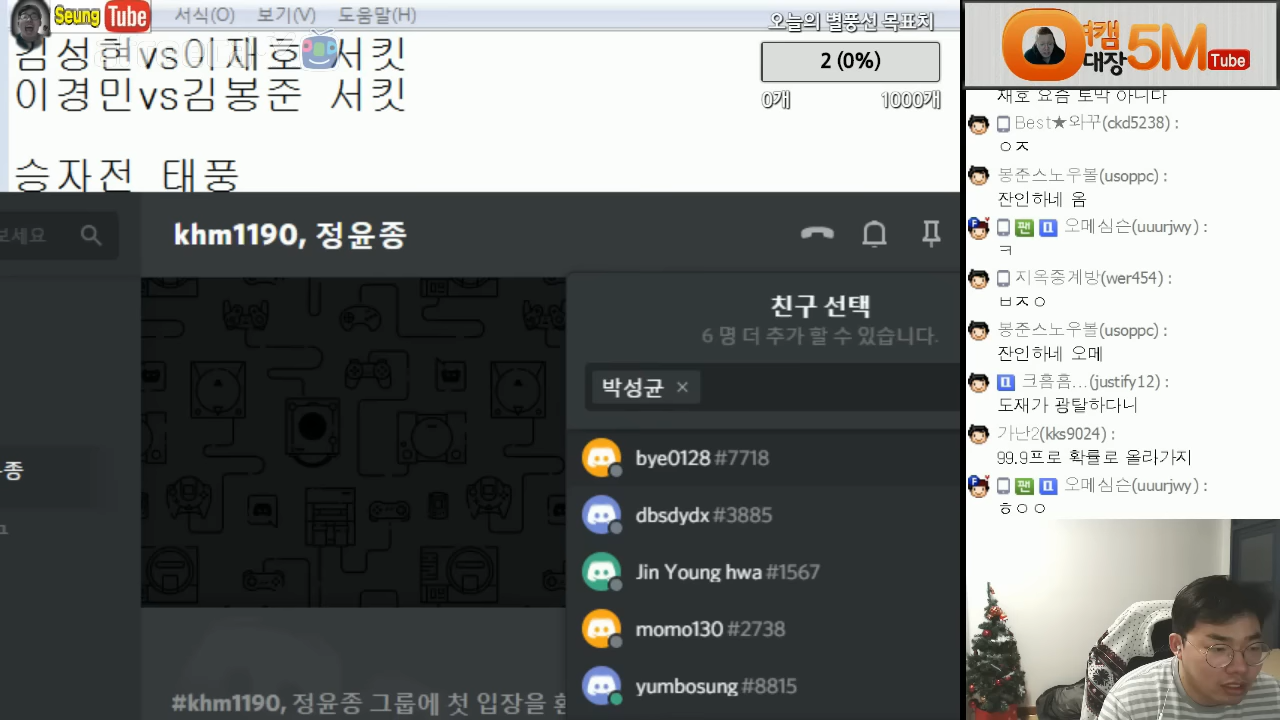 Seung Tube
서식(O) 보기(V) 도움말(H)
김성현vs이재호 서킷
이경민vs김봉준 서킷
승자전 태풍
오늘의 별풍선 목표치
2 (0%)
0개 1000개
캠
대장 5M Tube
보세요
khm1190, 정윤종
종
친구 선택
6 명 더 추가 할 수 있습니다.
박성균 ×
bye0128 #7718
dbsdydx #3885
Jin Young hwa #1567
momo130 #2738
yumbosung #8815
#khm1190, 정윤종 그룹에 첫 입장을 환
재호 요즘 토막 아니다
Best★와꾸(ckd5238) :
ㅇㅈ
봉준스노우볼(usoppc) :
잔인하네 옴
팬 오메심슨(uuurjwy) :
ㅋ
지옥중계방(wer454) :
ㅂㅈㅇ
봉준스노우볼(usoppc) :
잔인하네 오메
크흠흠...(justify12) :
도재가 광탈하다니
가난2(kks9024) :
99.9프로 확률로 올라가지
팬 오메심슨(uuurjwy) :
ㅎㅇㅇ